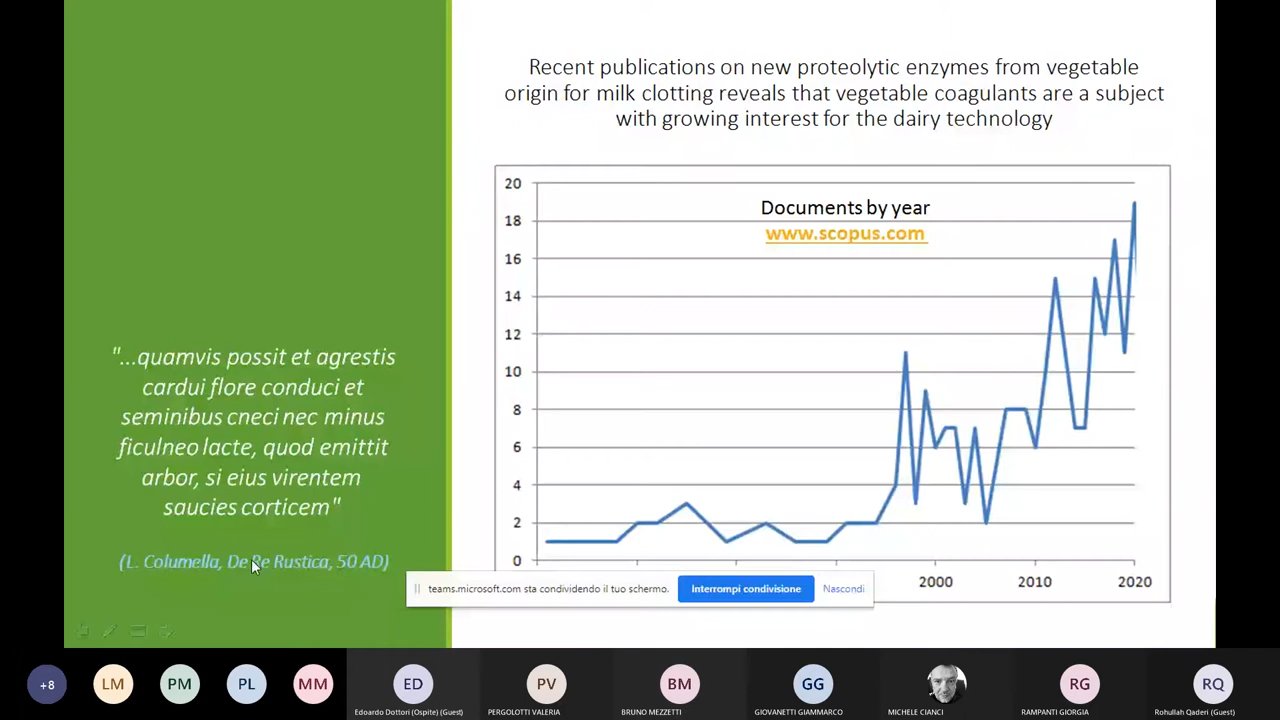 Recent publications on new proteolytic enzymes from vegetable
origin for milk clotting reveals that vegetable coagulants are a subject
with growing interest for the dairy technology
"...quamvis possit et agrestis
cardui flore conduci et
seminibus cneci nec minus
ficulneo lacte, quod emittit
arbor, si eius virentem
saucies corticem"
(L. Columella, De Re Rustica, 50 AD)
Documents by year
www.scopus.com
20
18
16
14
12
10
8
6
4
2
0
2000 2010 2020
teams.microsoft.com sta condividendo il tuo schermo. Interrompi condivisione Nascondi
+8 LM PM PL MM ED PV BM GG RG RQ
Edoardo Dottori (Ospite) (Guest) PERGOLOTTI VALERIA BRUNO MEZZETTI GIOVANETTI GIAMMARCO MICHELE CIANCI RAMPANTI GIORGIA Rohullah Qaderi (Guest)